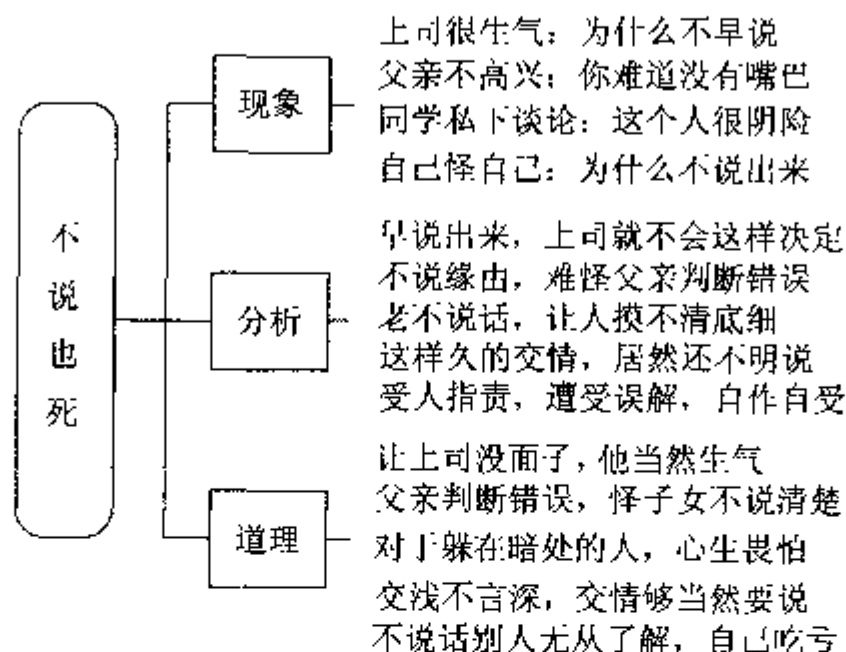 不说也死
现象
上司很生气：为什么不早说
父亲不高兴：你难道没有嘴巴
同学私下谈论：这个人很阴险
自己怪自己：为什么不说出来
分析
早说出来，上司就不会这样决定
不说缘由，难怪父亲判断错误
老不说话，让人摸不清底细
这样久的交情，居然还不明说
受人指责，遭受误解，自作自受
道理
让上司没面子，他当然生气
父亲判断错误，怪子女不说清楚
对于躲在暗处的人，心生畏怕
交浅不言深，交情够当然要说
不说话别人无从了解，自己吃亏